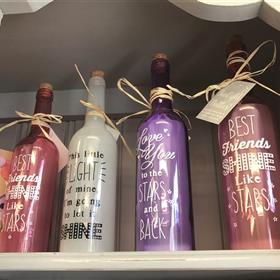 BEST
Friends
SHINE
Like
STARS
this little
LIGHT
of mine,
I'm going
to let it
SHINE
Love
YOU
to the
STARS
and
BACK
BEST
Friends
SHINE
Like
STARS